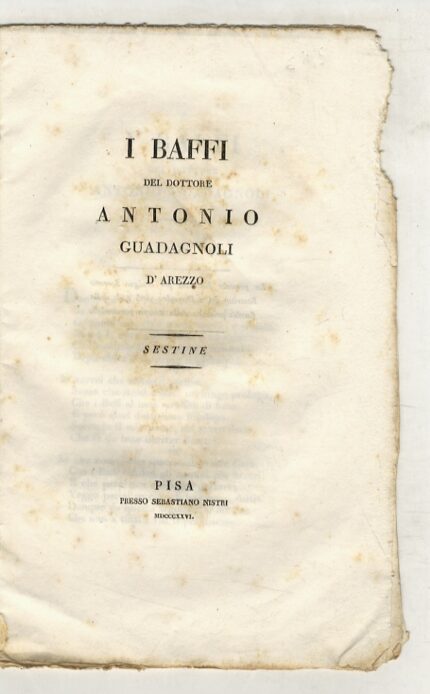 I BAFFI
DEL DOTTORE
ANTONIO
GUADAGNOLI
D' AREZZO
SESTINE
PISA
PRESSO SEBASTIANO NISTRI
MDCCCXXVI.